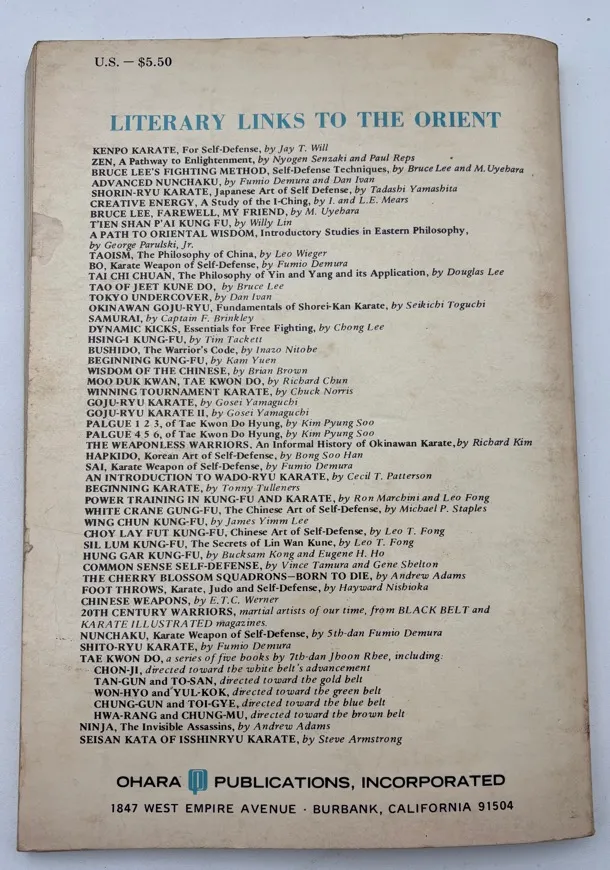 U.S. — $5.50
LITERARY LINKS TO THE ORIENT
KENPO KARATE, For Self-Defense, by Jay T. Will
ZEN, A Pathway to Enlightenment, by Nyogen Senzaki and Paul Reps
BRUCE LEE'S FIGHTING METHOD, Self-Defense Techniques, by Bruce Lee and M. Uyehara
ADVANCED NUNCHAKU, by Fumio Demura and Dan Ivan
SHORIN-RYU KARATE, Japanese Art of Self Defense, by Tadashi Yamashita
CREATIVE ENERGY, A Study of the I-Ching, by I. and L.E. Mears
BRUCE LEE, FAREWELL, MY FRIEND, by M. Uyehara
T'IEN SHAN P'AI KUNG FU, by Willy Lin
A PATH TO ORIENTAL WISDOM, Introductory Studies in Eastern Philosophy,
by George Parulski, Jr.
TAOISM, The Philosophy of China, by Leo Wieger
BO, Karate Weapon of Self-Defense, by Fumio Demura
TAI CHI CHUAN, The Philosophy of Yin and Yang and its Application, by Douglas Lee
TAO OF JEET KUNE DO, by Bruce Lee
TOKYO UNDERCOVER, by Dan Ivan
OKINAWAN GOJU-RYU, Fundamentals of Shorei-Kan Karate, by Seikichi Toguchi
SAMURAI, by Captain F. Brinkley
DYNAMIC KICKS, Essentials for Free Fighting, by Chong Lee
HSING-I KUNG-FU, by Tim Tackett
BUSHIDO, The Warrior's Code, by Inazo Nitobe
BEGINNING KUNG-FU, by Kam Yuen
WISDOM OF THE CHINESE, by Brian Brown
MOO DUK KWAN, TAE KWON DO, by Richard Chun
WINNING TOURNAMENT KARATE, by Chuck Norris
GOJU-RYU KARATE, by Gosei Yamaguchi
GOJU-RYU KARATE II, by Gosei Yamaguchi
PALGUE 1 2 3, of Tae Kwon Do Hyung, by Kim Pyung Soo
PALGUE 4 5 6, of Tae Kwon Do Hyung, by Kim Pyung Soo
THE WEAPONLESS WARRIORS, An Informal History of Okinawan Karate, by Richard Kim
HAPKIDO, Korean Art of Self-Defense, by Bong Soo Han
SAI, Karate Weapon of Self-Defense, by Fumio Demura
AN INTRODUCTION TO WADO-RYU KARATE, by Cecil T. Patterson
BEGINNING KARATE, by Tonny Tulleners
POWER TRAINING IN KUNG-FU AND KARATE, by Ron Marchini and Leo Fong
WHITE CRANE GUNG-FU, The Chinese Art of Self-Defense, by Michael P. Staples
WING CHUN KUNG-FU, by James Yimm Lee
CHOY LAY FUT KUNG-FU, Chinese Art of Self-Defense, by Leo T. Fong
SIL LUM KUNG-FU, The Secrets of Lin Wan Kune, by Leo T. Fong
HUNG GAR KUNG-FU, by Bucksam Kong and Eugene H. Ho
COMMON SENSE SELF-DEFENSE, by Vince Tamura and Gene Shelton
THE CHERRY BLOSSOM SQUADRONS—BORN TO DIE, by Andrew Adams
FOOT THROWS, Karate, Judo and Self-Defense, by Hayward Nishioka
CHINESE WEAPONS, by E.T.C. Werner
20TH CENTURY WARRIORS, martial artists of our time, from BLACK BELT and
KARATE ILLUSTRATED magazines.
NUNCHAKU, Karate Weapon of Self-Defense, by 5th-dan Fumio Demura
SHITO-RYU KARATE, by Fumio Demura
TAE KWON DO, a series of five books by 7th-dan Jhoon Rhee, including:
CHON-JI, directed toward the white belt's advancement
TAN-GUN and TO-SAN, directed toward the gold belt
WON-HYO and YUL-KOK, directed toward the green belt
CHUNG-GUN and TOI-GYE, directed toward the blue belt
HWA-RANG and CHUNG-MU, directed toward the brown belt
NINJA, The Invisible Assassins, by Andrew Adams
SEISAN KATA OF ISSHINRYU KARATE, by Steve Armstrong
OHARA PUBLICATIONS, INCORPORATED
1847 WEST EMPIRE AVENUE · BURBANK, CALIFORNIA 91504